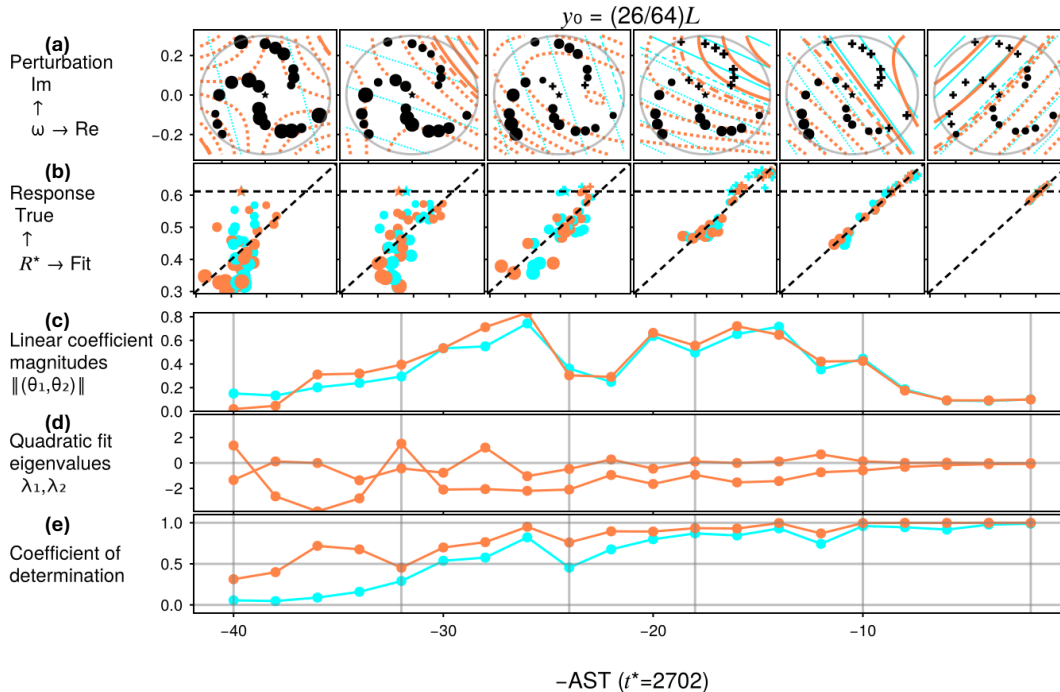 y₀ = (26/64)L
(a)
Perturbation
Im
↑
ω → Re
0.2
0.0
−0.2
(b)
Response
True
↑
R* → Fit
0.6
0.5
0.4
0.3
(c)
Linear coefficient
magnitudes
‖(θ₁,θ₂)‖
0.8
0.6
0.4
0.2
0.0
(d)
Quadratic fit
eigenvalues
λ₁,λ₂
2
0
−2
(e)
Coefficient of
determination
1.0
0.5
0.0
−40
−30
−20
−10
−AST (t*=2702)